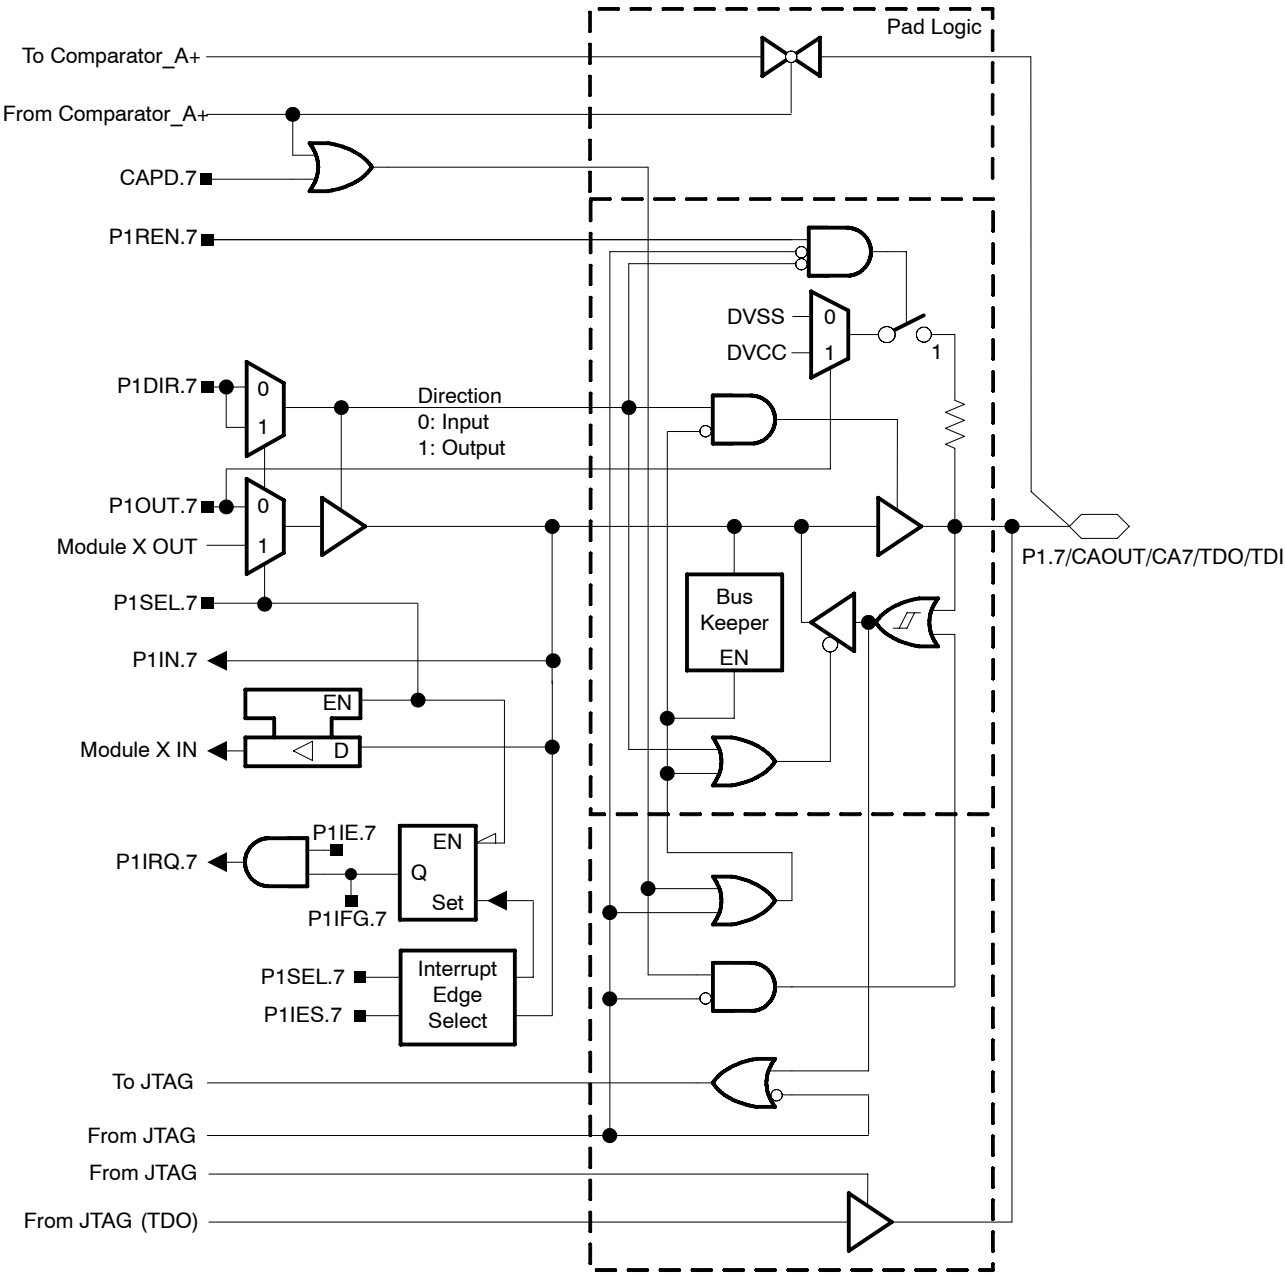 Pad Logic
To Comparator_A+
From Comparator_A+
CAPD.7
P1REN.7
DVSS
0
DVCC
1
1
P1DIR.7
0
1
Direction
0: Input
1: Output
P1OUT.7
0
Module X OUT
1
P1.7/CAOUT/CA7/TDO/TDI
P1SEL.7
Bus
Keeper
EN
P1IN.7
EN
Module X IN
D
P1IE.7
P1IRQ.7
EN
Q
Set
P1IFG.7
P1SEL.7
P1IES.7
Interrupt
Edge
Select
To JTAG
From JTAG
From JTAG
From JTAG (TDO)